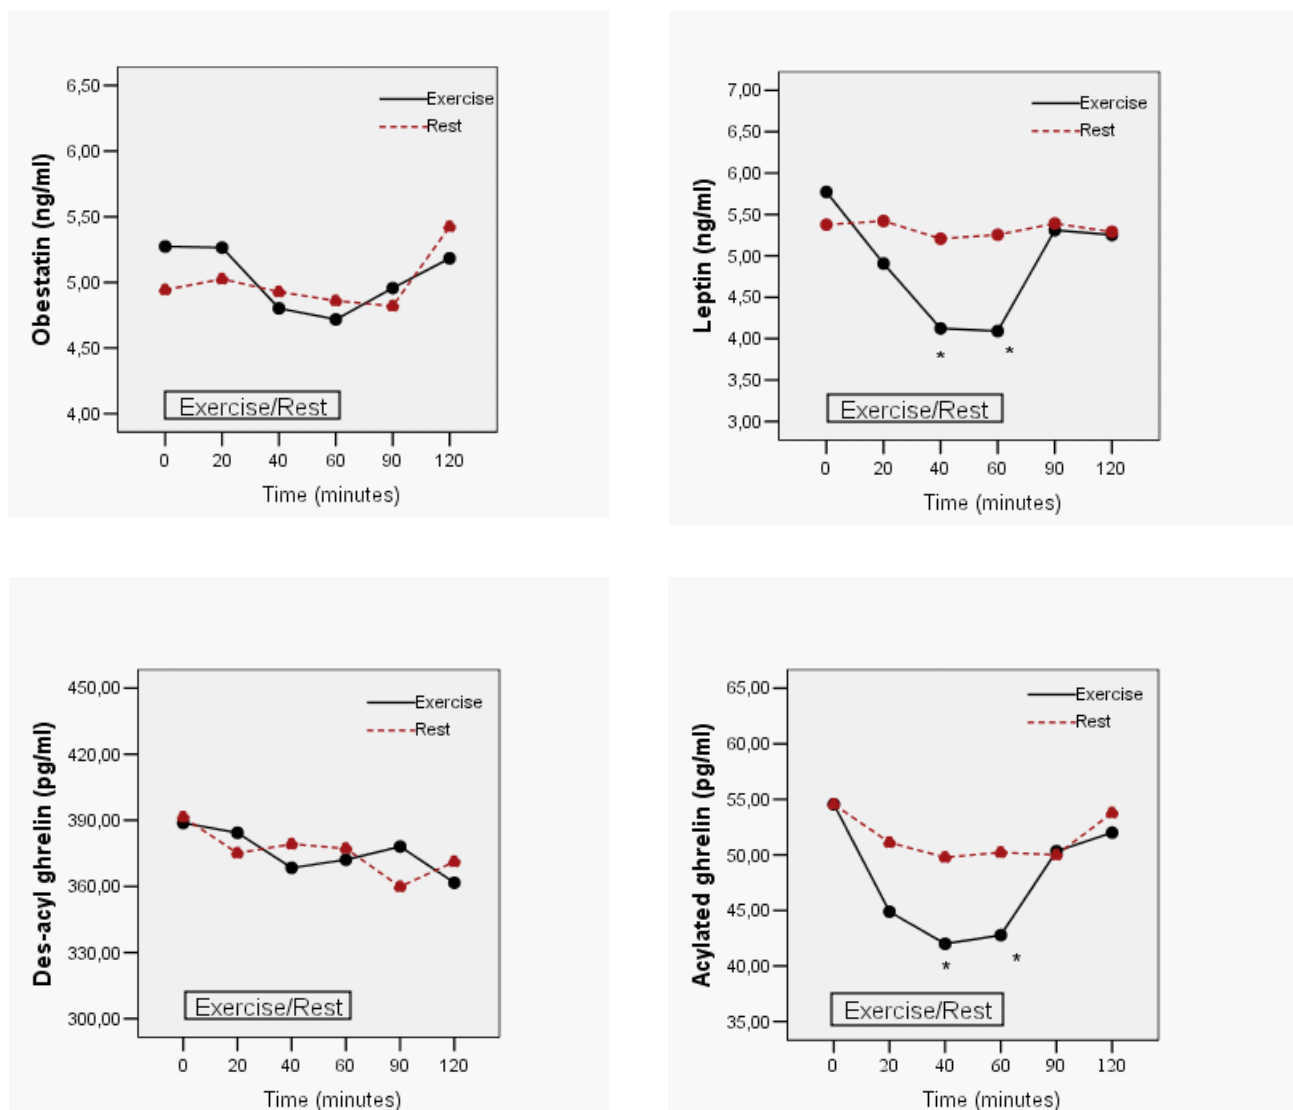 6,50
6,00
5,50
5,00
4,50
4,00
Obestatin (ng/ml)
Exercise
Rest
Exercise/Rest
0 20 40 60 90 120
Time (minutes)
7,00
6,50
6,00
5,50
5,00
4,50
4,00
3,50
3,00
Leptin (ng/ml)
Exercise
Rest
* *
Exercise/Rest
0 20 40 60 90 120
Time (minutes)
450,00
420,00
390,00
360,00
330,00
300,00
Des-acyl ghrelin (pg/ml)
Exercise
Rest
Exercise/Rest
0 20 40 60 90 120
Time (minutes)
65,00
60,00
55,00
50,00
45,00
40,00
35,00
Acylated ghrelin (pg/ml)
Exercise
Rest
* *
Exercise/Rest
0 20 40 60 90 120
Time (minutes)